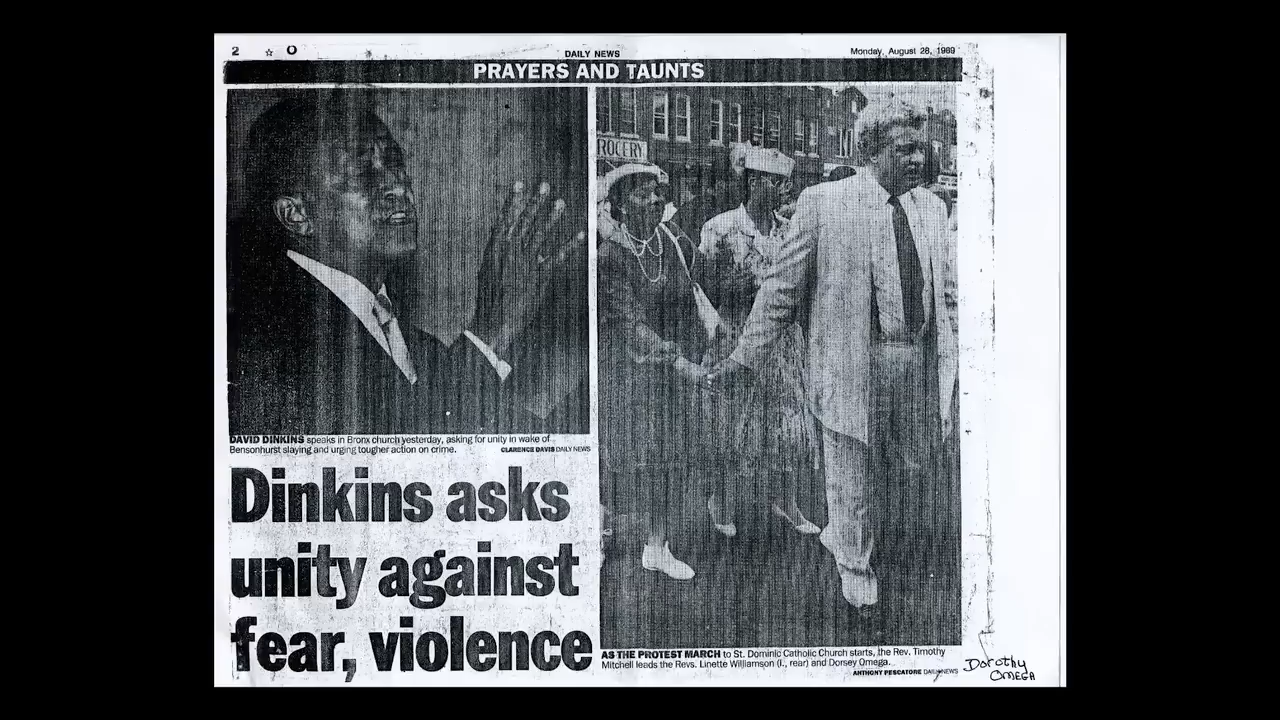 2 ☆ O
DAILY NEWS
Monday, August 28, 1989
PRAYERS AND TAUNTS
ROCERY
DAVID DINKINS speaks in Bronx church yesterday, asking for unity in wake of
Bensonhurst slaying and urging tougher action on crime.
CLARENCE DAVIS DAILY NEWS
Dinkins asks
unity against
fear, violence
AS THE PROTEST MARCH to St. Dominic Catholic Church starts, the Rev. Timothy
Mitchell leads the Revs. Linette Williamson (l., rear) and Dorsey Omega.
ANTHONY PESCATORE DAILY NEWS
Dorothy
OMEGA